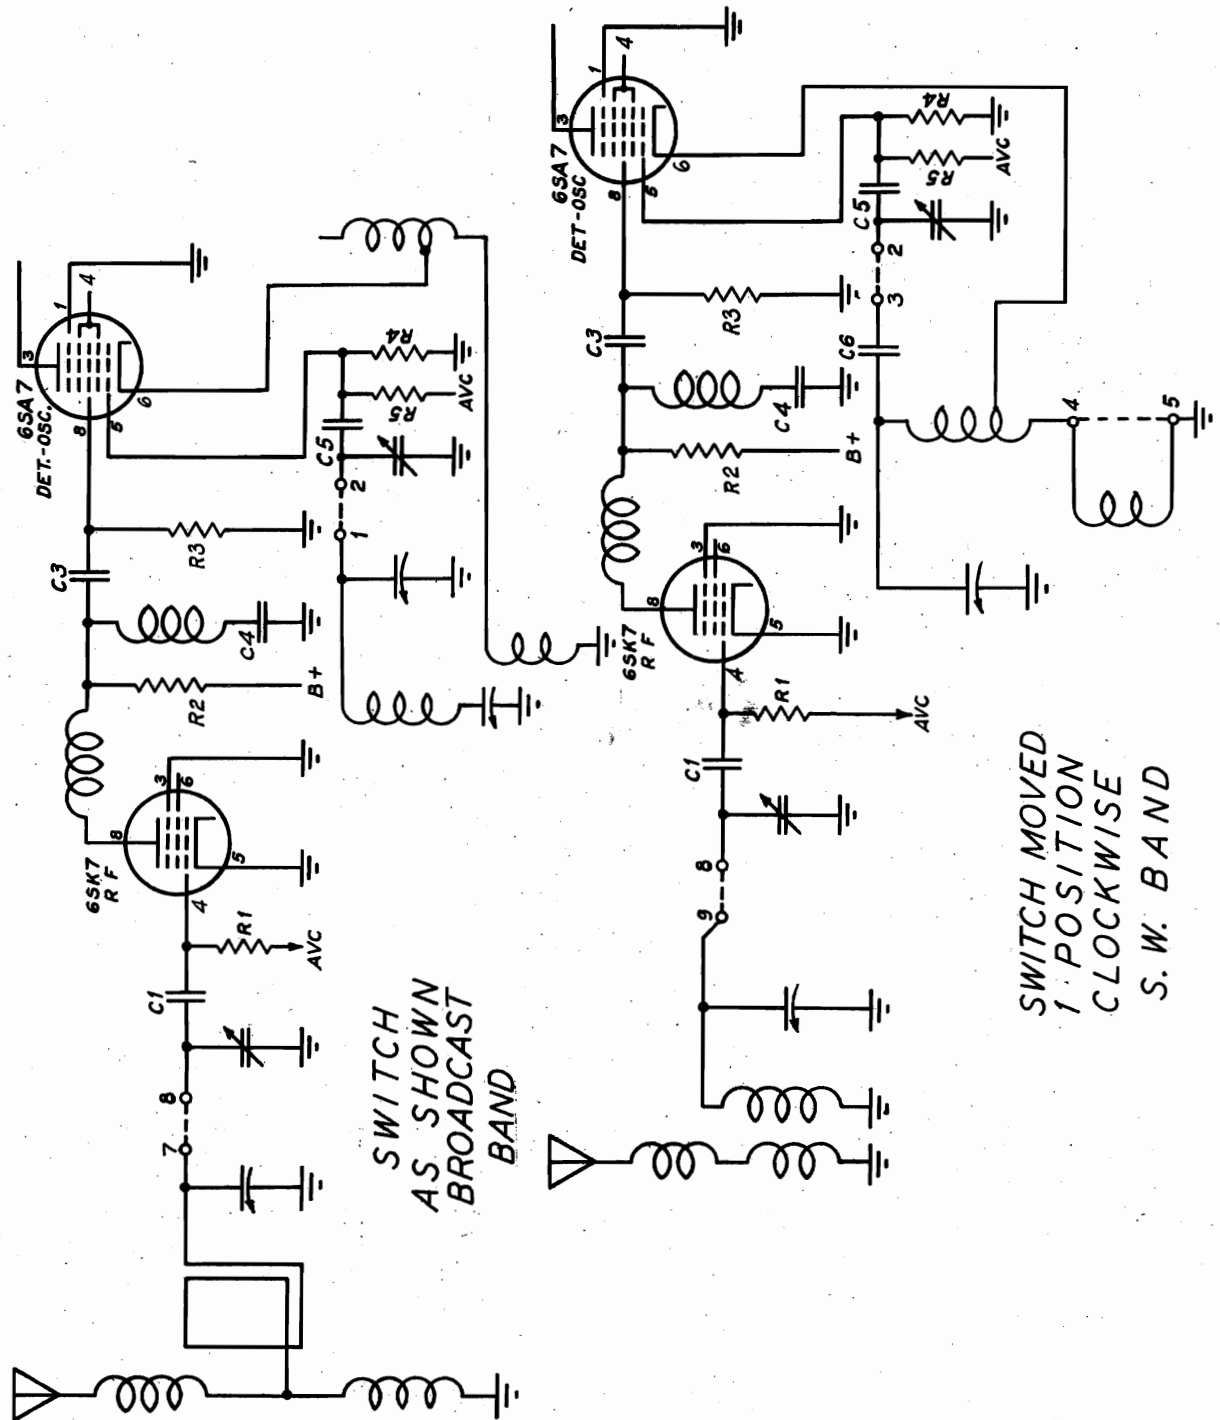 6SA7
DET.-OSC.
3
1
4
8
5
6
C3
R3
C4
R2
B+
6SK7
R F
8
3
6
4
5
R1
AVC
C1
8
7
C5
R5
R4
AVC
2
1
SWITCH
AS SHOWN
BROADCAST
BAND
6SA7
DET-OSC
3
1
4
8
5
6
C3
R3
C4
R2
B+
6SK7
R F
8
3
6
4
5
R1
AVC
C1
8
9
C5
R5
R4
AVC
2
3
C6
4
5
SWITCH MOVED
1 POSITION
CLOCKWISE
S. W. BAND